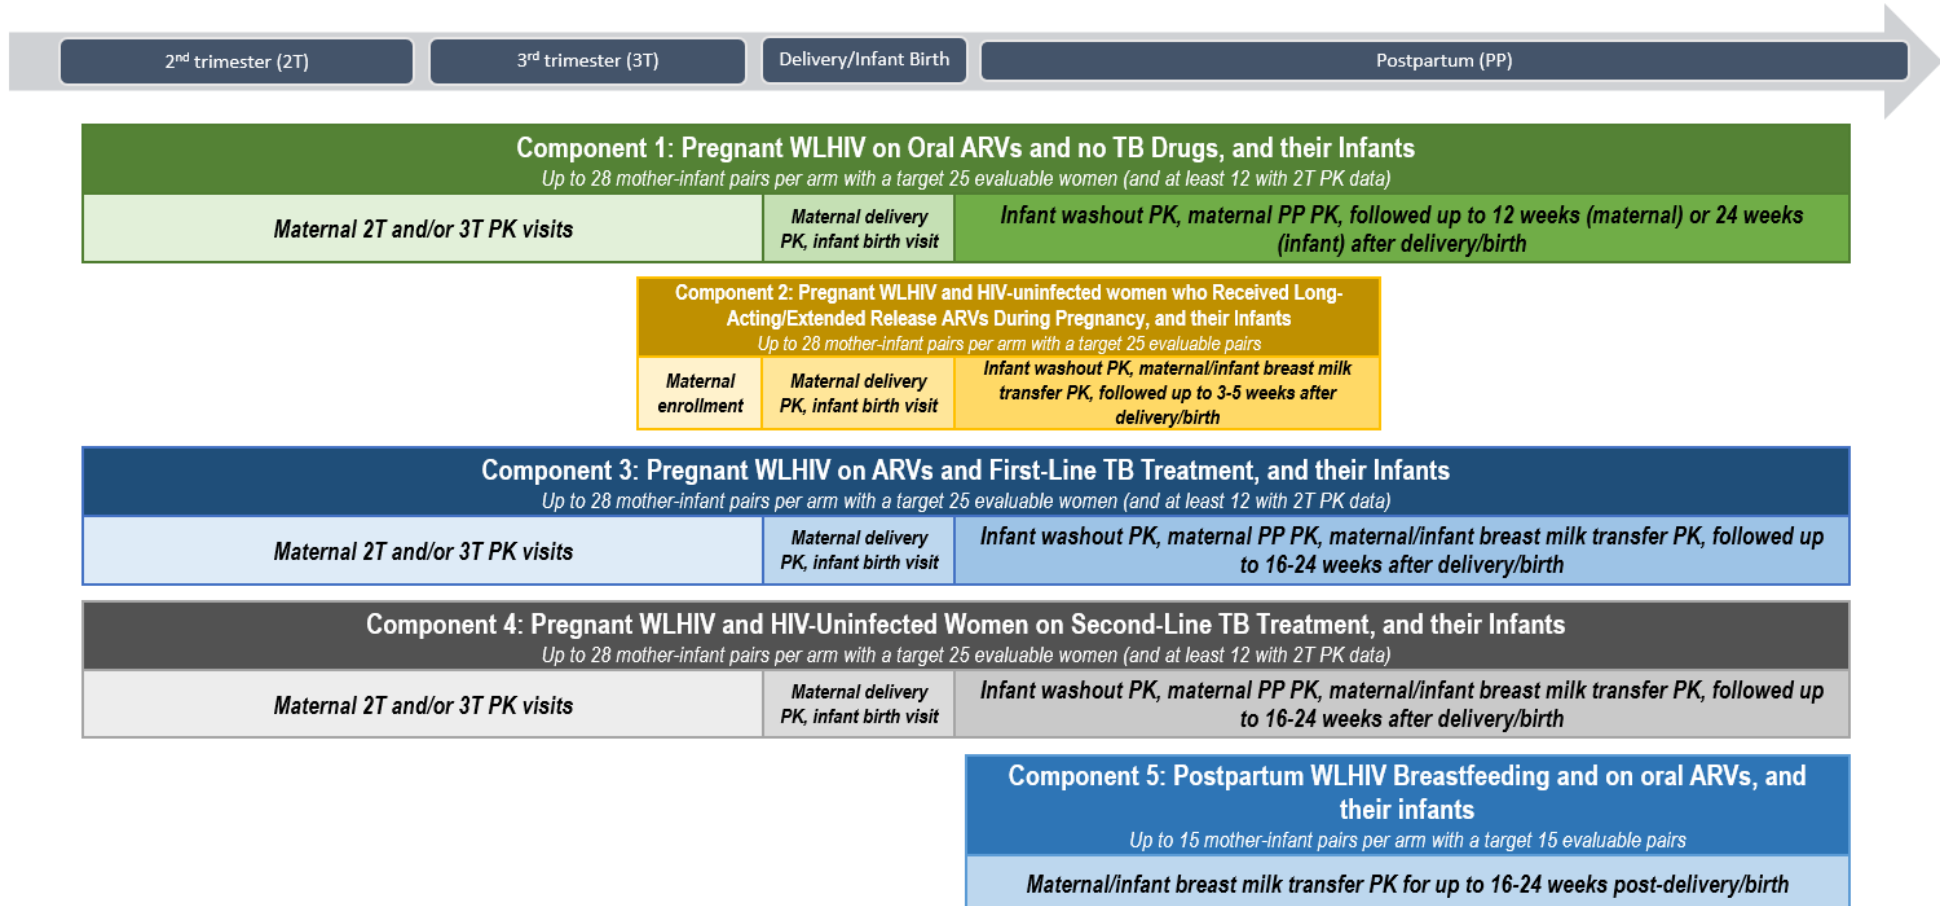 2nd trimester (2T)
3rd trimester (3T)
Delivery/Infant Birth
Postpartum (PP)
Component 1: Pregnant WLHIV on Oral ARVs and no TB Drugs, and their Infants
Up to 28 mother-infant pairs per arm with a target 25 evaluable women (and at least 12 with 2T PK data)
Maternal 2T and/or 3T PK visits
Maternal delivery
PK, infant birth visit
Infant washout PK, maternal PP PK, followed up to 12 weeks (maternal) or 24 weeks
(infant) after delivery/birth
Component 2: Pregnant WLHIV and HIV-uninfected women who Received Long-
Acting/Extended Release ARVs During Pregnancy, and their Infants
Up to 28 mother-infant pairs per arm with a target 25 evaluable pairs
Maternal
enrollment
Maternal delivery
PK, infant birth visit
Infant washout PK, maternal/infant breast milk
transfer PK, followed up to 3-5 weeks after
delivery/birth
Component 3: Pregnant WLHIV on ARVs and First-Line TB Treatment, and their Infants
Up to 28 mother-infant pairs per arm with a target 25 evaluable women (and at least 12 with 2T PK data)
Maternal 2T and/or 3T PK visits
Maternal delivery
PK, infant birth visit
Infant washout PK, maternal PP PK, maternal/infant breast milk transfer PK, followed up
to 16-24 weeks after delivery/birth
Component 4: Pregnant WLHIV and HIV-Uninfected Women on Second-Line TB Treatment, and their Infants
Up to 28 mother-infant pairs per arm with a target 25 evaluable women (and at least 12 with 2T PK data)
Maternal 2T and/or 3T PK visits
Maternal delivery
PK, infant birth visit
Infant washout PK, maternal PP PK, maternal/infant breast milk transfer PK, followed up
to 16-24 weeks after delivery/birth
Component 5: Postpartum WLHIV Breastfeeding and on oral ARVs, and
their infants
Up to 15 mother-infant pairs per arm with a target 15 evaluable pairs
Maternal/infant breast milk transfer PK for up to 16-24 weeks post-delivery/birth